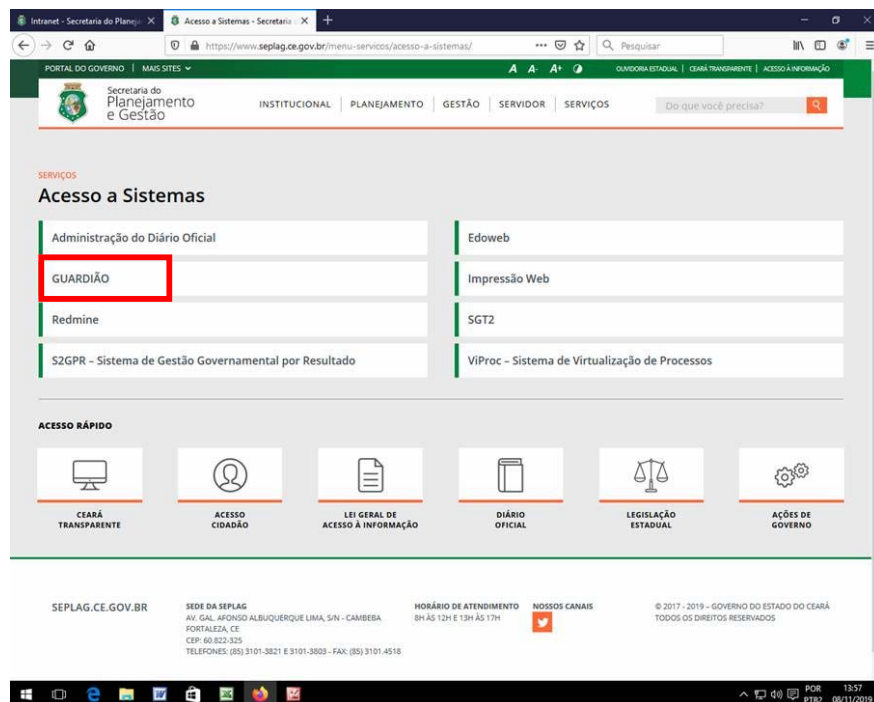 Intranet - Secretaria do Planej
Acesso a Sistemas - Secretaria
https://www.seplag.ce.gov.br/menu-servicos/acesso-a-sistemas/
Pesquisar
PORTAL DO GOVERNO | MAIS SITES
A A- A+
OUVIDORIA ESTADUAL | CEARÁ TRANSPARENTE | ACESSO À INFORMAÇÃO
Secretaria do
Planejamento
e Gestão
INSTITUCIONAL | PLANEJAMENTO | GESTÃO | SERVIDOR | SERVIÇOS
Do que você precisa?
SERVIÇOS
Acesso a Sistemas
Administração do Diário Oficial
Edoweb
GUARDIÃO
Impressão Web
Redmine
SGT2
S2GPR – Sistema de Gestão Governamental por Resultado
ViProc – Sistema de Virtualização de Processos
ACESSO RÁPIDO
CEARÁ
TRANSPARENTE
ACESSO
CIDADÃO
LEI GERAL DE
ACESSO À INFORMAÇÃO
DIÁRIO
OFICIAL
LEGISLAÇÃO
ESTADUAL
AÇÕES DE
GOVERNO
SEPLAG.CE.GOV.BR
SEDE DA SEPLAG
AV. GAL. AFONSO ALBUQUERQUE LIMA, S/N - CAMBEBA
FORTALEZA, CE
CEP: 60.822-325
TELEFONES: (85) 3101-3821 E 3101-3803 - FAX: (85) 3101.4518
HORÁRIO DE ATENDIMENTO
8H ÀS 12H E 13H ÀS 17H
NOSSOS CANAIS
© 2017 - 2019 – GOVERNO DO ESTADO DO CEARÁ
TODOS OS DIREITOS RESERVADOS
POR
PTB2
13:57
08/11/2019